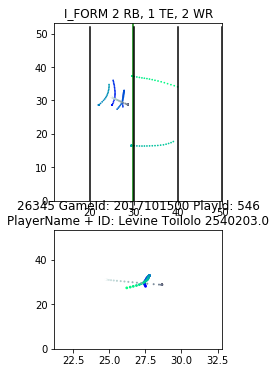 I_FORM 2 RB, 1 TE, 2 WR
50
40
30
20
10
0
20 30 40 50
26345 GameId: 2017101500 PlayId: 546
PlayerName + ID: Levine Toilolo 2540203.0
40
20
0
22.5 25.0 27.5 30.0 32.5